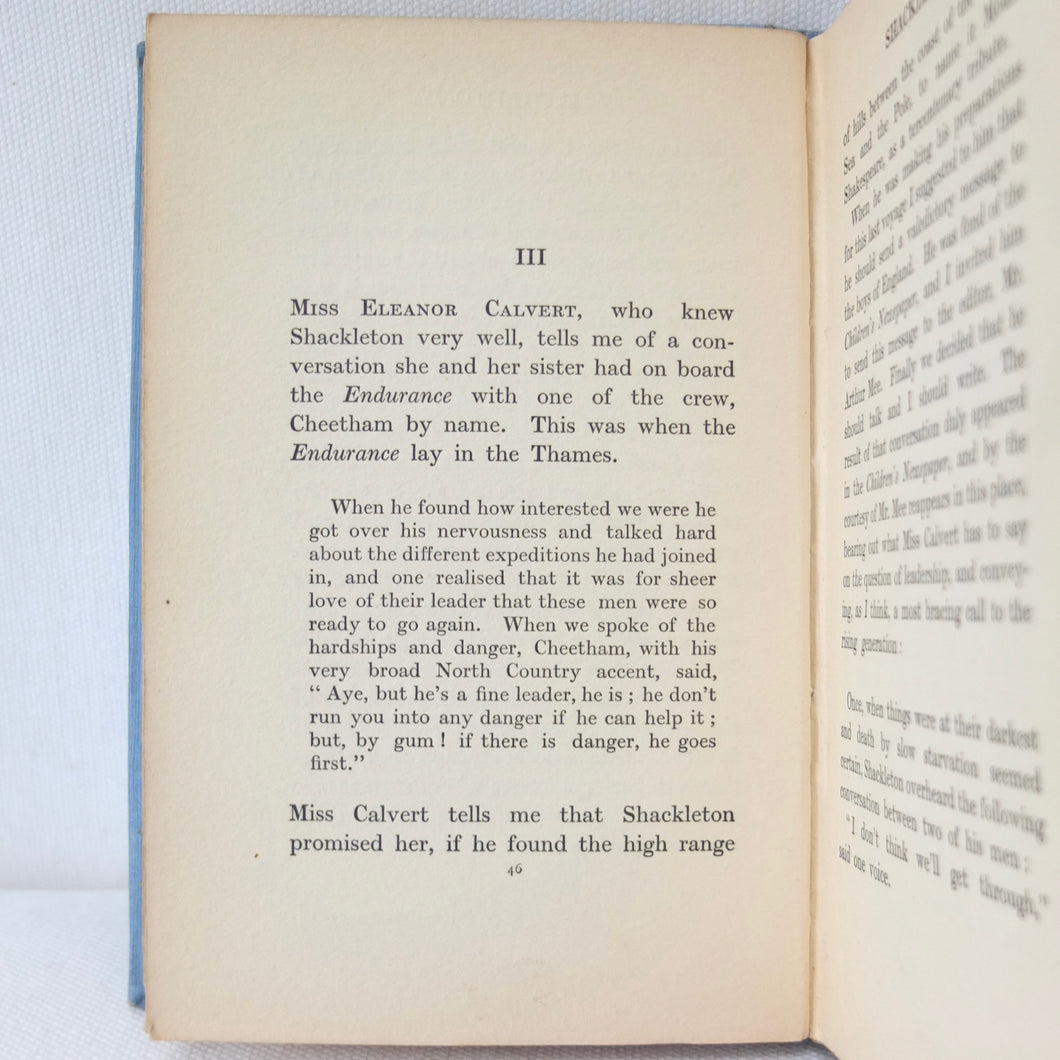 III
MISS ELEANOR CALVERT, who knew
Shackleton very well, tells me of a con-
versation she and her sister had on board
the Endurance with one of the crew,
Cheetham by name. This was when the
Endurance lay in the Thames.
When he found how interested we were he
got over his nervousness and talked hard
about the different expeditions he had joined
in, and one realised that it was for sheer
love of their leader that these men were so
ready to go again. When we spoke of the
hardships and danger, Cheetham, with his
very broad North Country accent, said,
“ Aye, but he's a fine leader, he is ; he don't
run you into any danger if he can help it ;
but, by gum ! if there is danger, he goes
first.”
Miss Calvert tells me that Shackleton
promised her, if he found the high range
46
of hills between the coast of the
Sea and the Pole, to name it
Shakespeare, as a tercentenary tribute.
When he was making his preparations
for this last voyage I suggested to him that
he should send a valedictory message to
the boys of England. He was fond of the
Children's Newspaper, and I invited him
to send this message to the editor, Mr.
Arthur Mee. Finally we decided that he
should talk and I should write. The
result of that conversation duly appeared
in the Children's Newspaper, and by the
courtesy of Mr. Mee reappears in this place,
bearing out what Miss Calvert has to say
on the question of leadership, and convey-
ing, as I think, a most bracing call to the
rising generation :
Once, when things were at their darkest
and death by slow starvation seemed
certain, Shackleton overheard the following
conversation between two of his men :
“ I don't think we'll get through,”
said one voice.